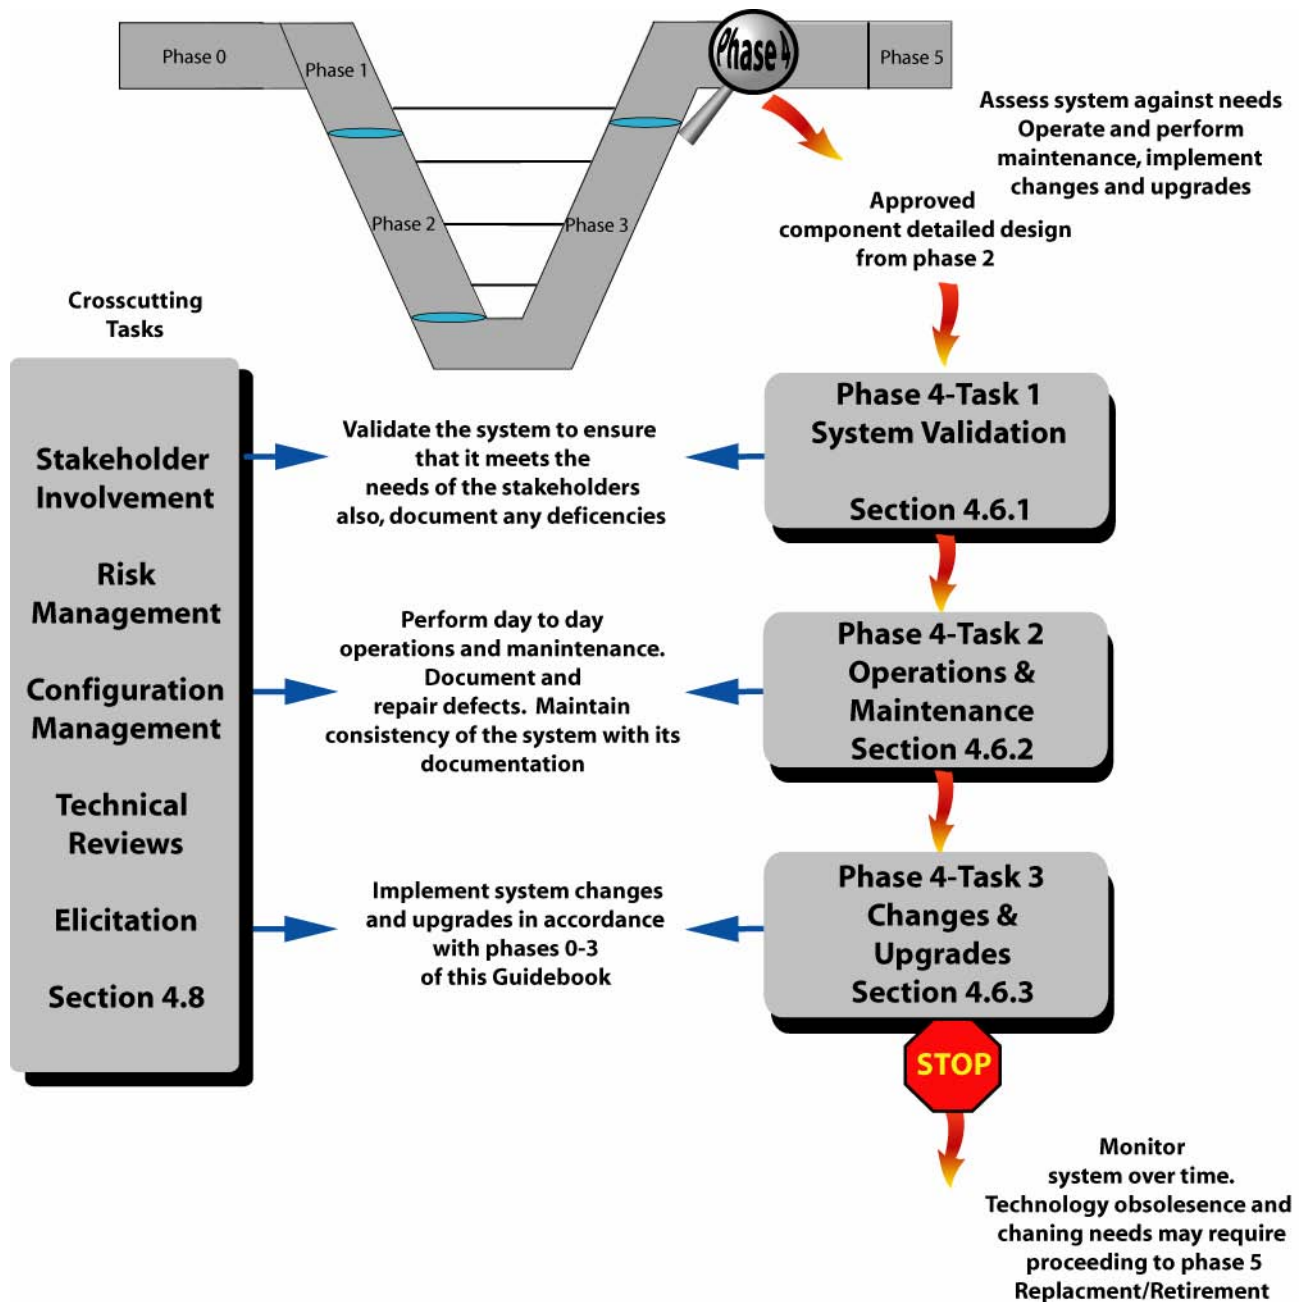 Phase 0
Phase 1
Phase 4
Phase 5
Phase 2
Phase 3
Assess system against needs
Operate and perform
maintenance, implement
changes and upgrades
Approved
component detailed design
from phase 2
Crosscutting
Tasks
Stakeholder
Involvement
Risk
Management
Configuration
Management
Technical
Reviews
Elicitation
Section 4.8
Validate the system to ensure
that it meets the
needs of the stakeholders
also, document any deficencies
Phase 4-Task 1
System Validation
Section 4.6.1
Perform day to day
operations and manintenance.
Document and
repair defects. Maintain
consistency of the system with its
documentation
Phase 4-Task 2
Operations &
Maintenance
Section 4.6.2
Implement system changes
and upgrades in accordance
with phases 0-3
of this Guidebook
Phase 4-Task 3
Changes &
Upgrades
Section 4.6.3
STOP
Monitor
system over time.
Technology obsolesence and
chaning needs may require
proceeding to phase 5
Replacment/Retirement